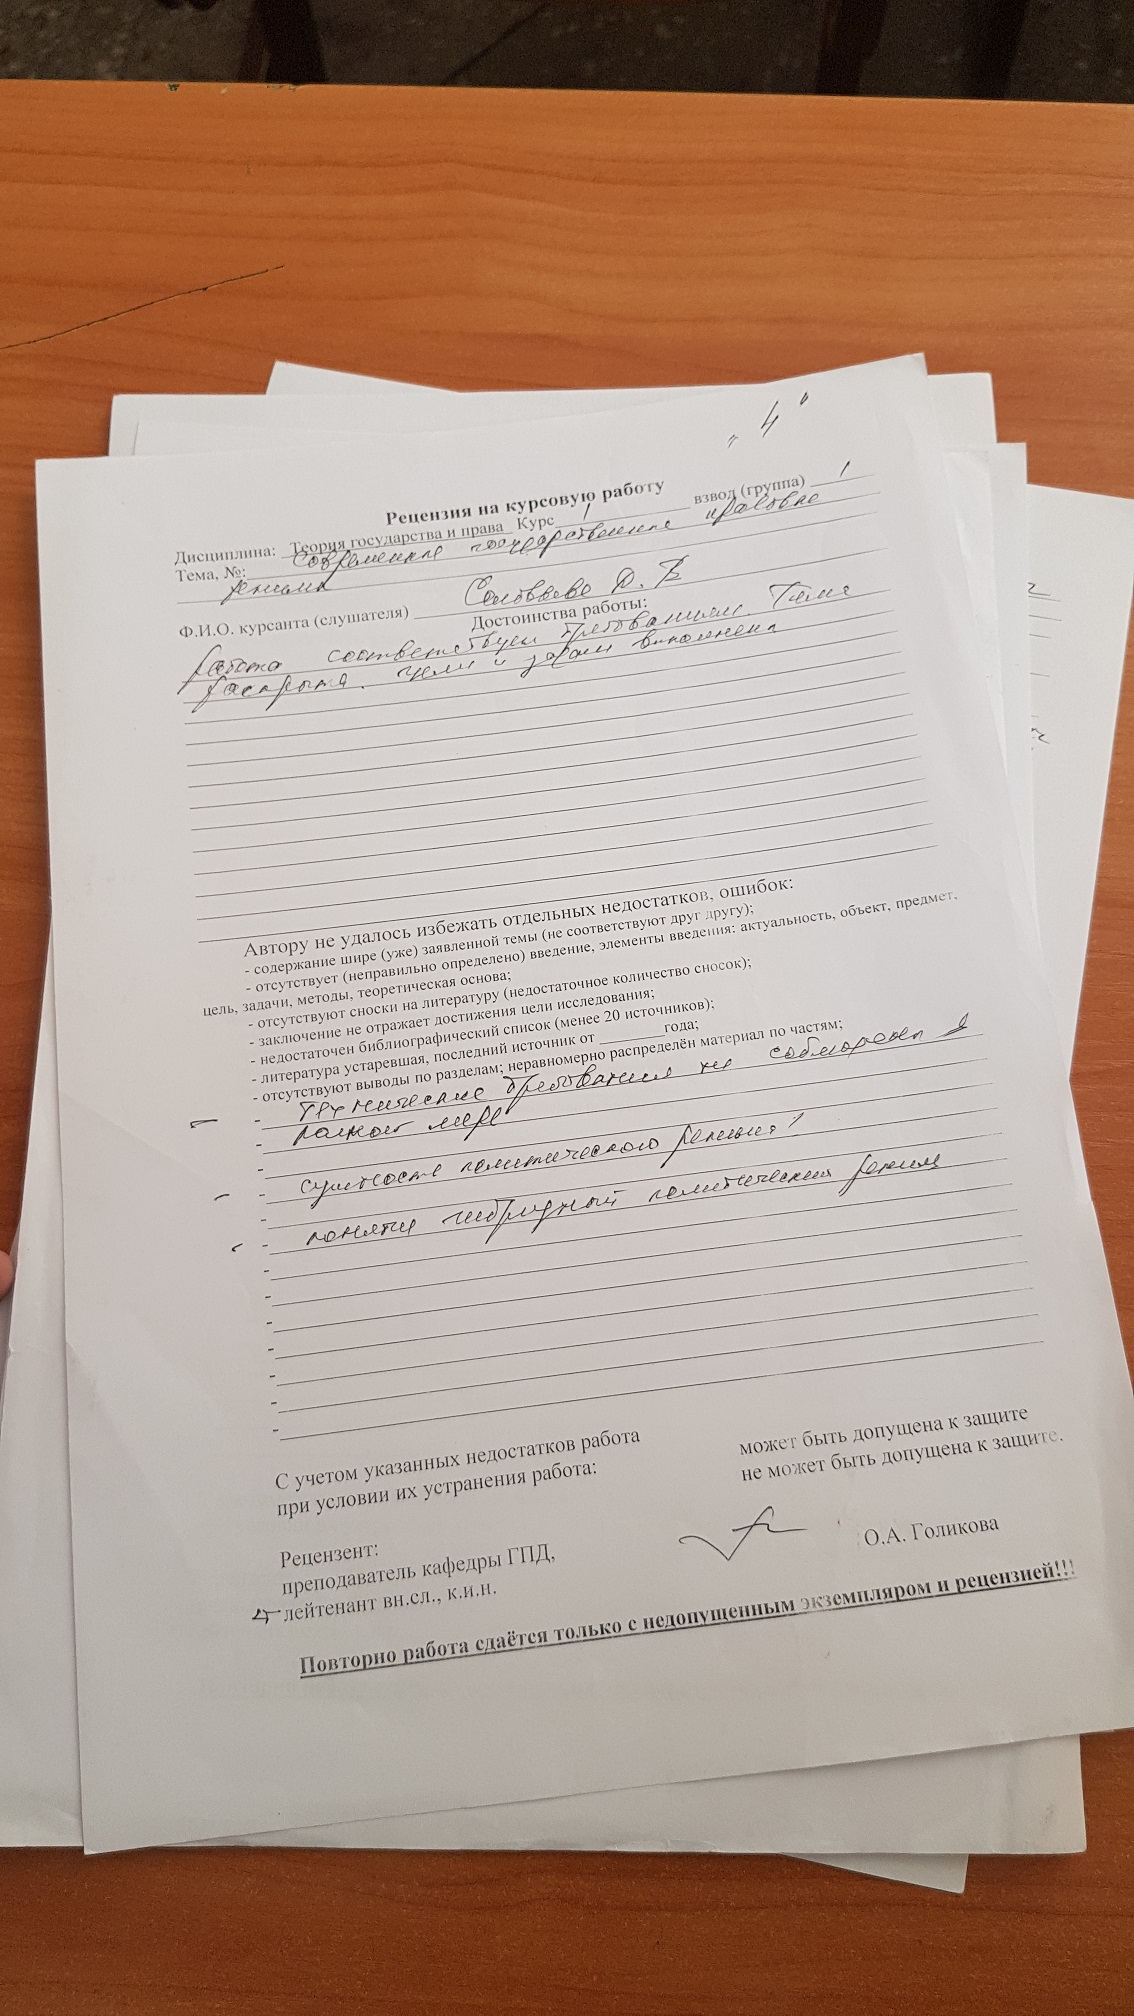 „4“
Рецензия на курсовую работу
Дисциплина: Теория государства и права Курс 1 взвод (группа) 1
Тема, №: Современные государственные правовые
режимы
Ф.И.О. курсанта (слушателя) Соловьева Д. В
Достоинства работы:
Работа соответствует требованиям. Тема
раскрыта. Цели и задачи выполнены
Автору не удалось избежать отдельных недостатков, ошибок:
- содержание шире (уже) заявленной темы (не соответствуют друг другу);
- отсутствует (неправильно определено) введение, элементы введения: актуальность, объект, предмет,
цель, задачи, методы, теоретическая основа;
- отсутствуют сноски на литературу (недостаточное количество сносок);
- заключение не отражает достижения цели исследования;
- недостаточен библиографический список (менее 20 источников);
- литература устаревшая, последний источник от ________года;
- отсутствуют выводы по разделам; неравномерно распределён материал по частям;
- технические требования не соблюдены в
- полной мере
-
- сущность политического режима?
-
- понятие гибридный политический режим
-
-
-
-
-
-
-
С учетом указанных недостатков работа может быть допущена к защите
при условии их устранения работа: не может быть допущена к защите.
Рецензент:
преподаватель кафедры ГПД,
лейтенант вн.сл., к.и.н. О.А. Голикова
Повторно работа сдаётся только с недопущенным экземпляром и рецензией!!!